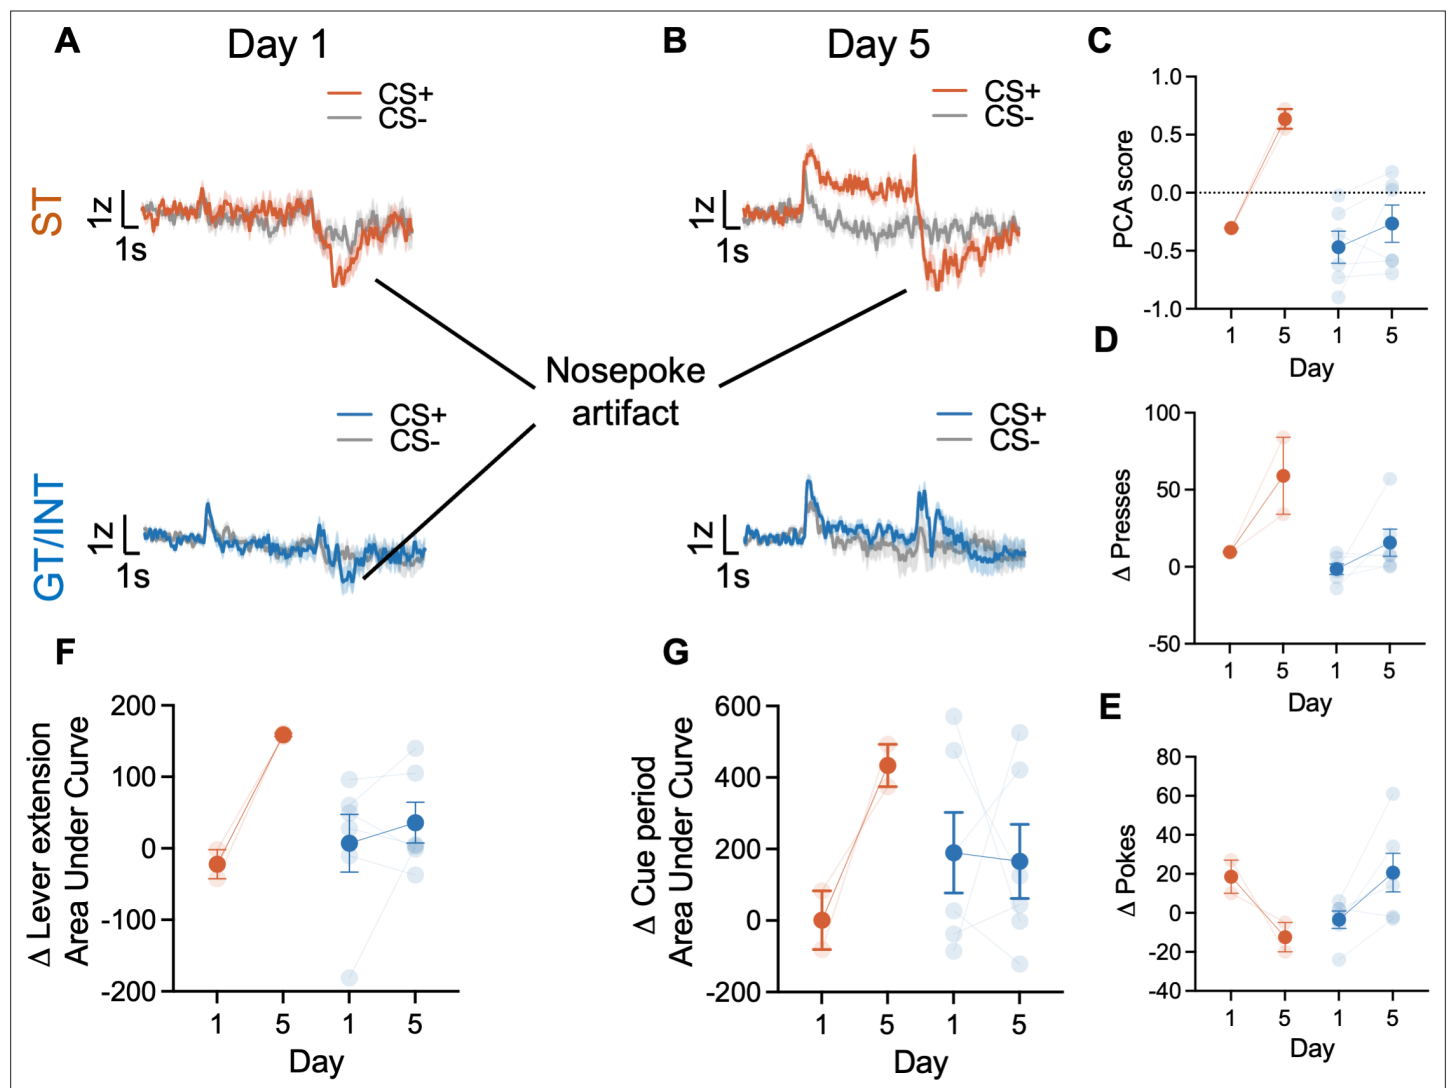 A
Day 1
B
Day 5
C
CS+
CS-
CS+
CS-
ST
1z
1s
1z
1s
PCA score
1.0
0.5
0.0
-0.5
-1.0
1
5
1
5
Day
Nosepoke
artifact
D
Δ Presses
100
50
0
-50
1
5
1
5
Day
CS+
CS-
CS+
CS-
GT/INT
1z
1s
1z
1s
F
Δ Lever extension
Area Under Curve
200
100
0
-100
-200
1
5
1
5
Day
G
Δ Cue period
Area Under Curve
600
400
200
0
-200
1
5
1
5
Day
E
Δ Pokes
80
60
40
20
0
-20
-40
1
5
1
5
Day